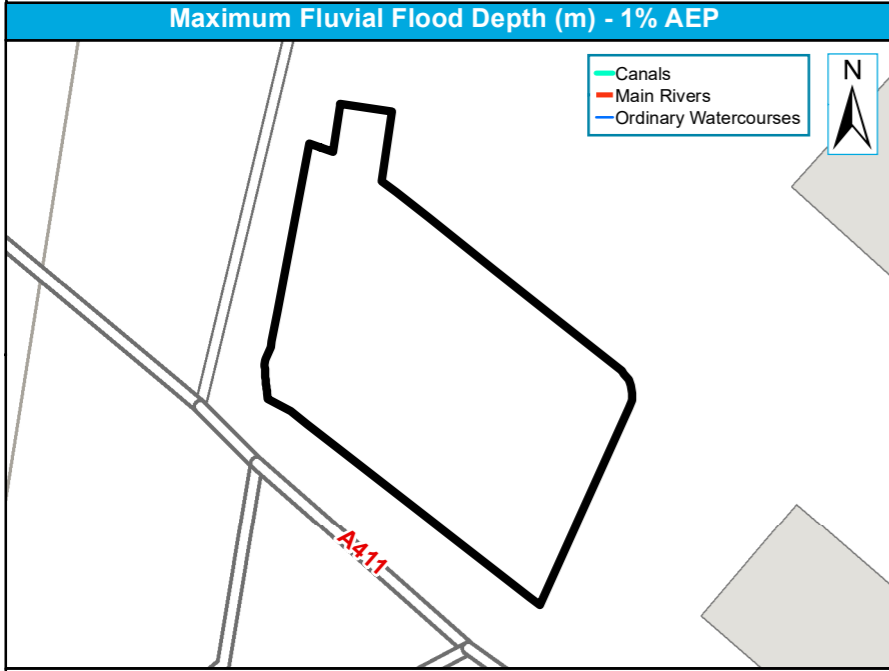 Maximum Fluvial Flood Depth (m) - 1% AEP
Canals
Main Rivers
Ordinary Watercourses
N
A411